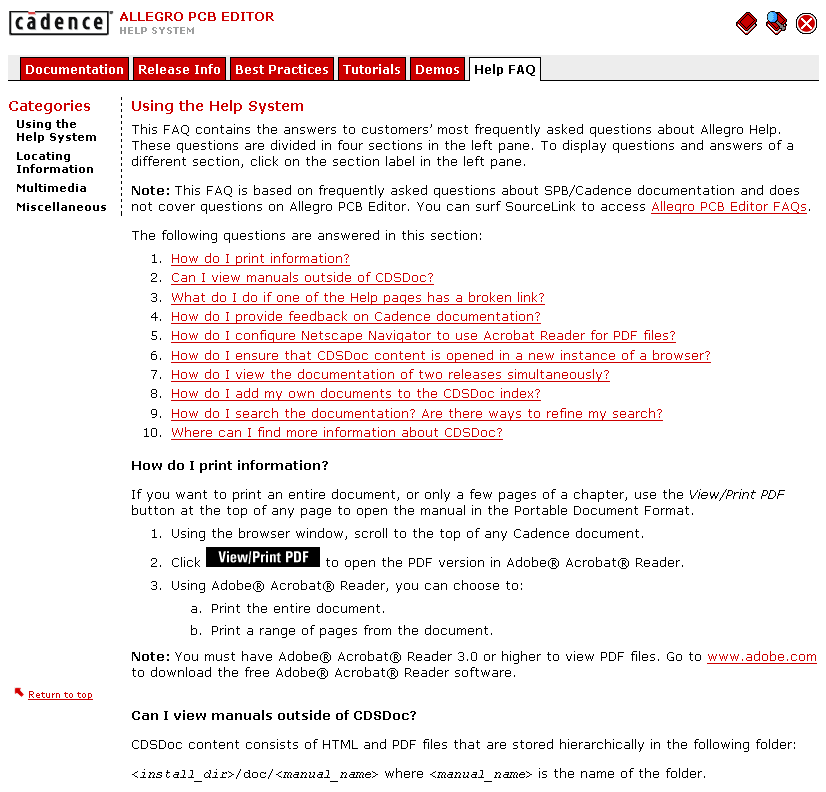 cadence
ALLEGRO PCB EDITOR
HELP SYSTEM
Documentation Release Info Best Practices Tutorials Demos Help FAQ
Categories
Using the
Help System
Locating
Information
Multimedia
Miscellaneous
Using the Help System
This FAQ contains the answers to customers’ most frequently asked questions about Allegro Help.
These questions are divided in four sections in the left pane. To display questions and answers of a
different section, click on the section label in the left pane.
Note: This FAQ is based on frequently asked questions about SPB/Cadence documentation and does
not cover questions on Allegro PCB Editor. You can surf SourceLink to access Allegro PCB Editor FAQs.
The following questions are answered in this section:
1. How do I print information?
2. Can I view manuals outside of CDSDoc?
3. What do I do if one of the Help pages has a broken link?
4. How do I provide feedback on Cadence documentation?
5. How do I configure Netscape Navigator to use Acrobat Reader for PDF files?
6. How do I ensure that CDSDoc content is opened in a new instance of a browser?
7. How do I view the documentation of two releases simultaneously?
8. How do I add my own documents to the CDSDoc index?
9. How do I search the documentation? Are there ways to refine my search?
10. Where can I find more information about CDSDoc?
How do I print information?
If you want to print an entire document, or only a few pages of a chapter, use the View/Print PDF
button at the top of any page to open the manual in the Portable Document Format.
1. Using the browser window, scroll to the top of any Cadence document.
2. Click View/Print PDF to open the PDF version in Adobe® Acrobat® Reader.
3. Using Adobe® Acrobat® Reader, you can choose to:
a. Print the entire document.
b. Print a range of pages from the document.
Note: You must have Adobe® Acrobat® Reader 3.0 or higher to view PDF files. Go to www.adobe.com
to download the free Adobe® Acrobat® Reader software.
Return to top
Can I view manuals outside of CDSDoc?
CDSDoc content consists of HTML and PDF files that are stored hierarchically in the following folder:
<install_dir>/doc/<manual_name> where <manual_name> is the name of the folder.